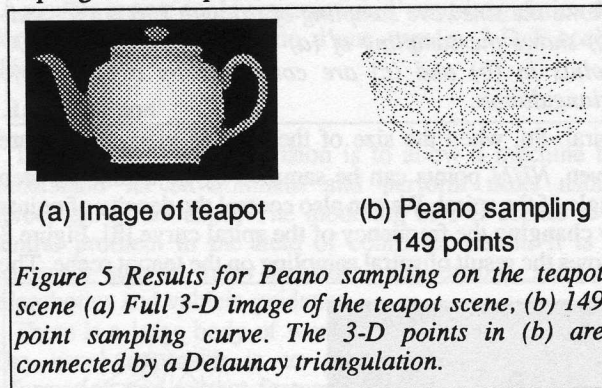 (a) Image of teapot
(b) Peano sampling
149 points
Figure 5 Results for Peano sampling on the teapot
scene (a) Full 3-D image of the teapot scene, (b) 149
point sampling curve. The 3-D points in (b) are
connected by a Delaunay triangulation.